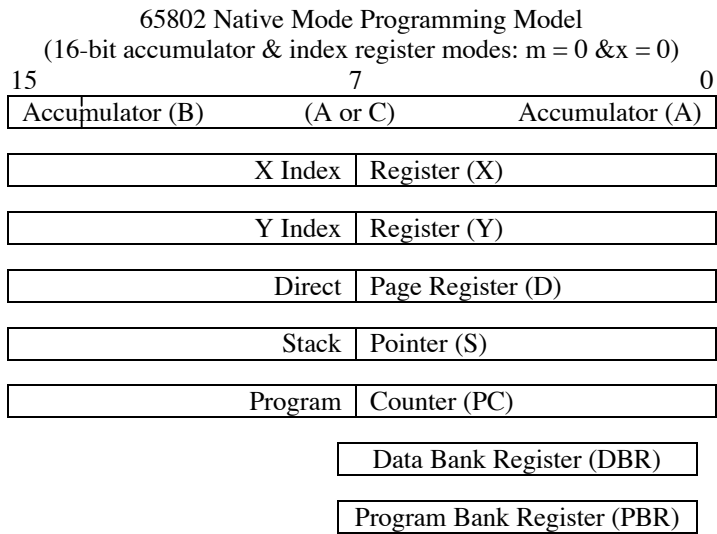 65802 Native Mode Programming Model
(16-bit accumulator & index register modes: m = 0 &x = 0)
15 7 0
Accumulator (B) (A or C) Accumulator (A)
X Index Register (X)
Y Index Register (Y)
Direct Page Register (D)
Stack Pointer (S)
Program Counter (PC)
Data Bank Register (DBR)
Program Bank Register (PBR)